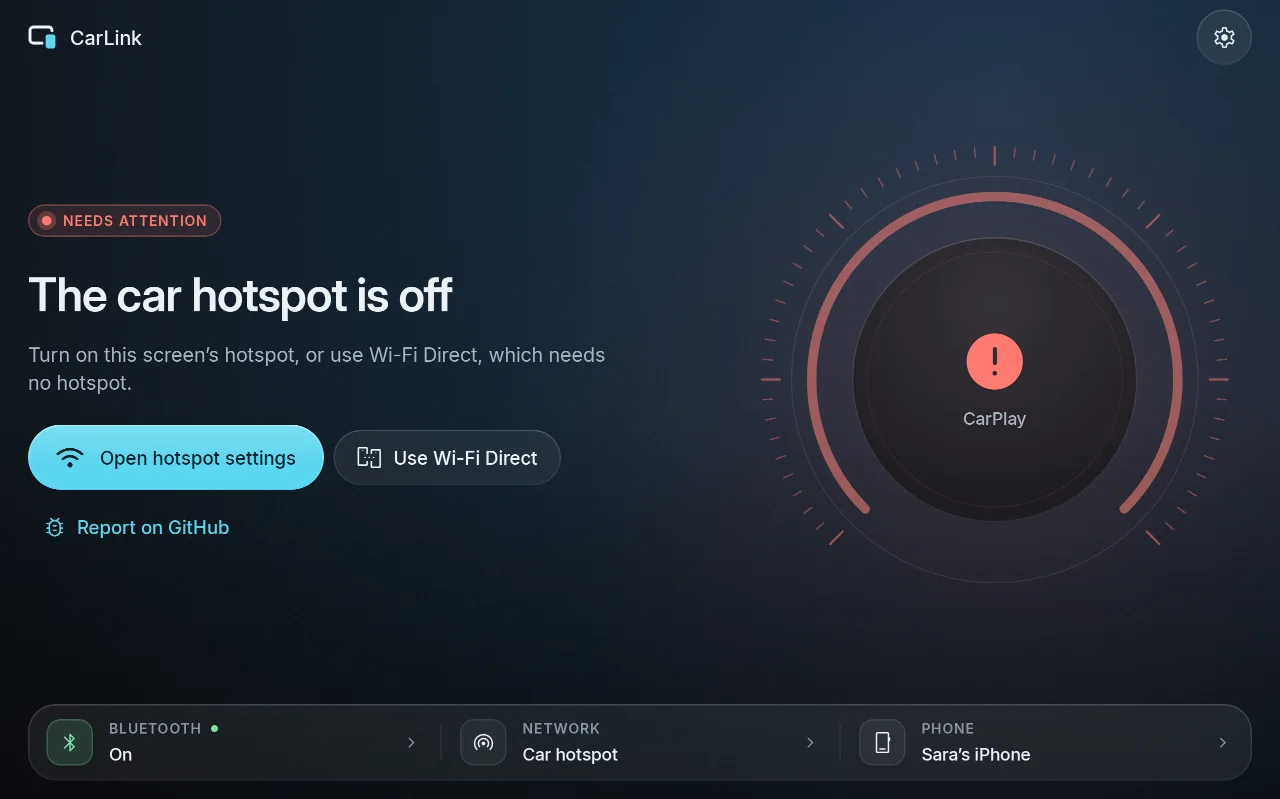 CarLink
NEEDS ATTENTION
The car hotspot is off
Turn on this screen’s hotspot, or use Wi-Fi Direct, which needs
no hotspot.
Open hotspot settings
Use Wi-Fi Direct
Report on GitHub
CarPlay
BLUETOOTH
On
NETWORK
Car hotspot
PHONE
Sara’s iPhone